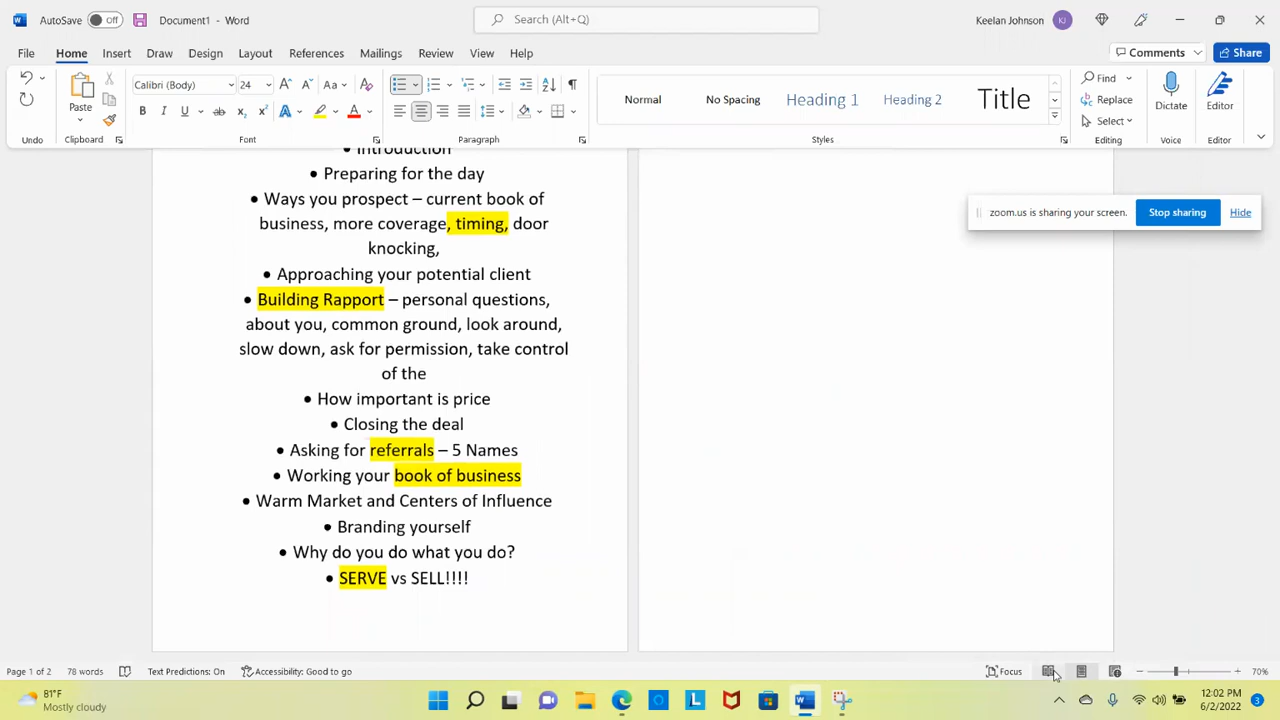 AutoSave Off Document1 - Word Search (Alt+Q) Keelan Johnson KJ
File Home Insert Draw Design Layout References Mailings Review View Help Comments Share
Calibri (Body) 24 Aa Find
Paste Normal No Spacing Heading 1 Heading 2 Title Replace Dictate Editor
B I U ab x₂ x² A A Select
Undo Clipboard Font Paragraph Styles Editing Voice Editor
• Introduction
• Preparing for the day
• Ways you prospect – current book of
business, more coverage, timing, door
knocking,
• Approaching your potential client
• Building Rapport – personal questions,
about you, common ground, look around,
slow down, ask for permission, take control
of the
• How important is price
• Closing the deal
• Asking for referrals – 5 Names
• Working your book of business
• Warm Market and Centers of Influence
• Branding yourself
• Why do you do what you do?
• SERVE vs SELL!!!!
zoom.us is sharing your screen. Stop sharing Hide
Page 1 of 2 78 words Text Predictions: On Accessibility: Good to go Focus 70%
81°F
Mostly cloudy
12:02 PM
6/2/2022
3